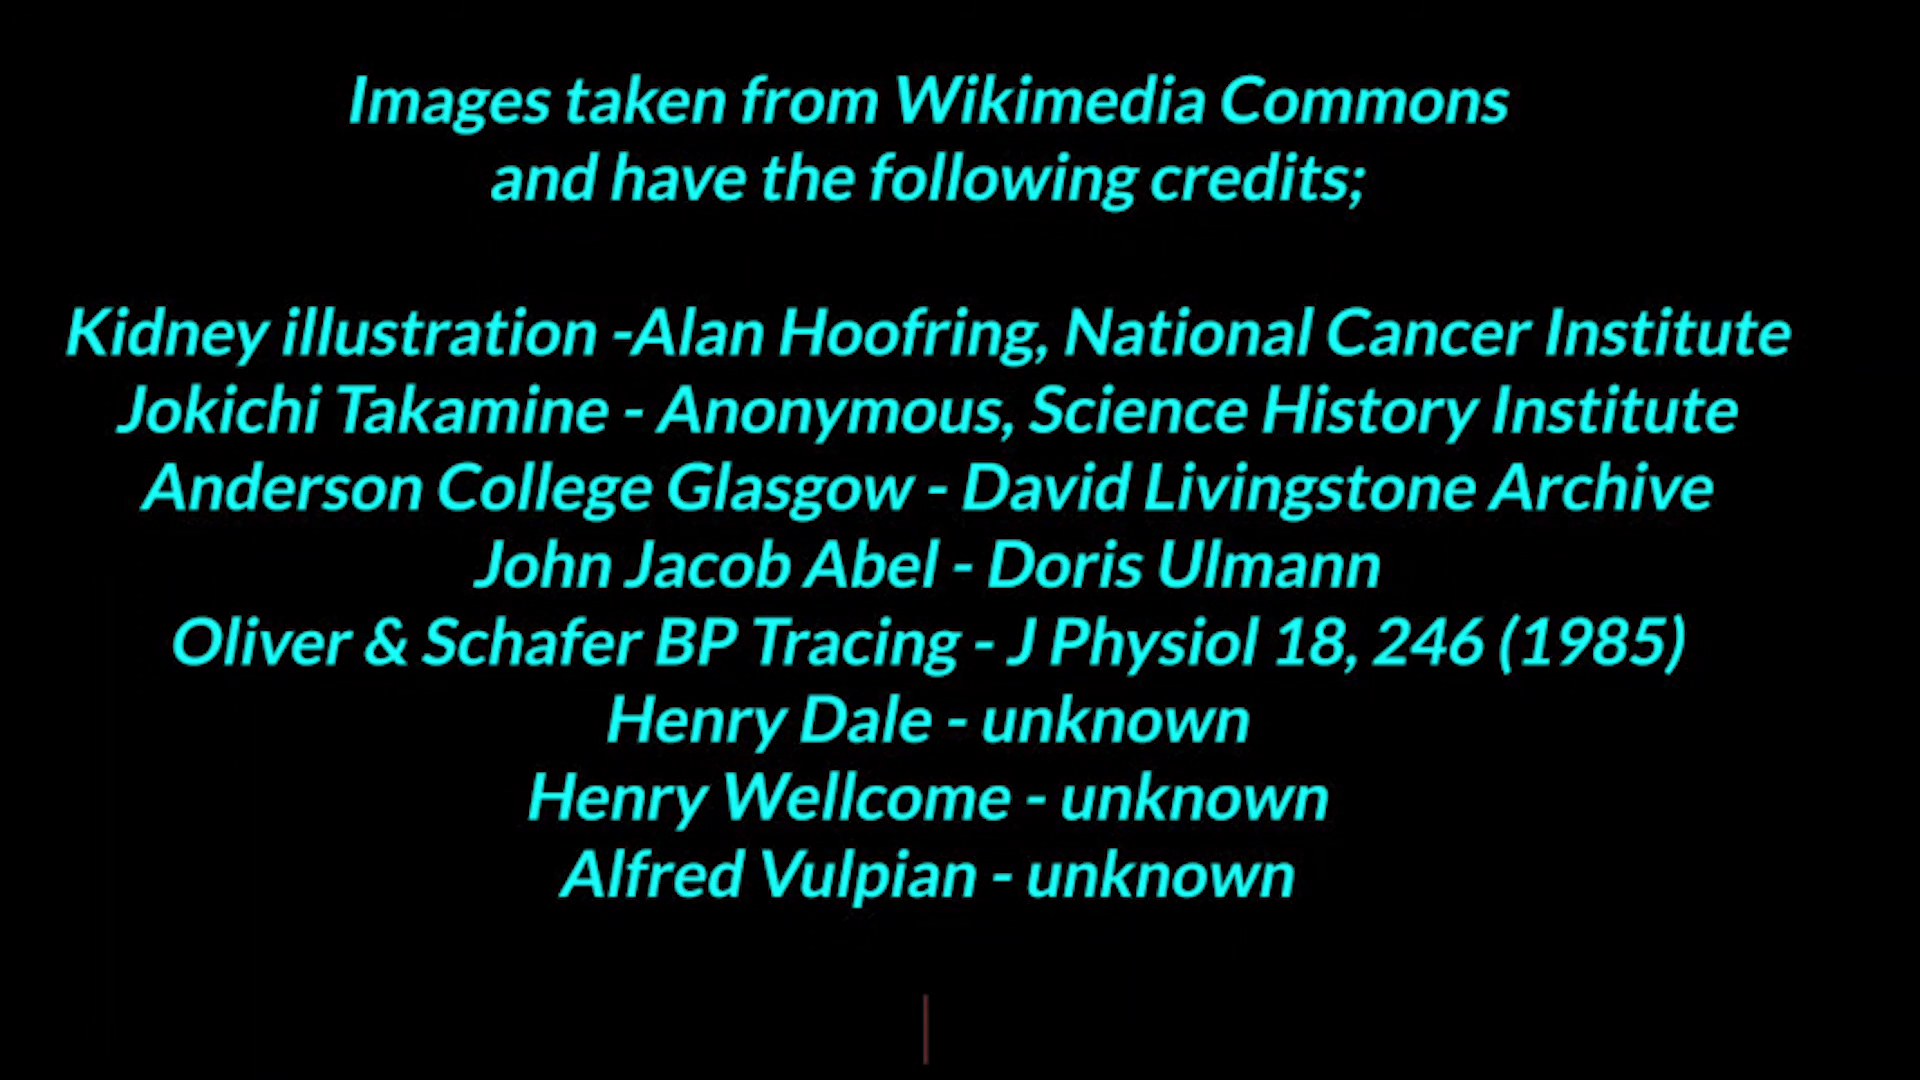 Images taken from Wikimedia Commons
and have the following credits;
Kidney illustration -Alan Hoofring, National Cancer Institute
Jokichi Takamine - Anonymous, Science History Institute
Anderson College Glasgow - David Livingstone Archive
John Jacob Abel - Doris Ulmann
Oliver & Schafer BP Tracing - J Physiol 18, 246 (1985)
Henry Dale - unknown
Henry Wellcome - unknown
Alfred Vulpian - unknown